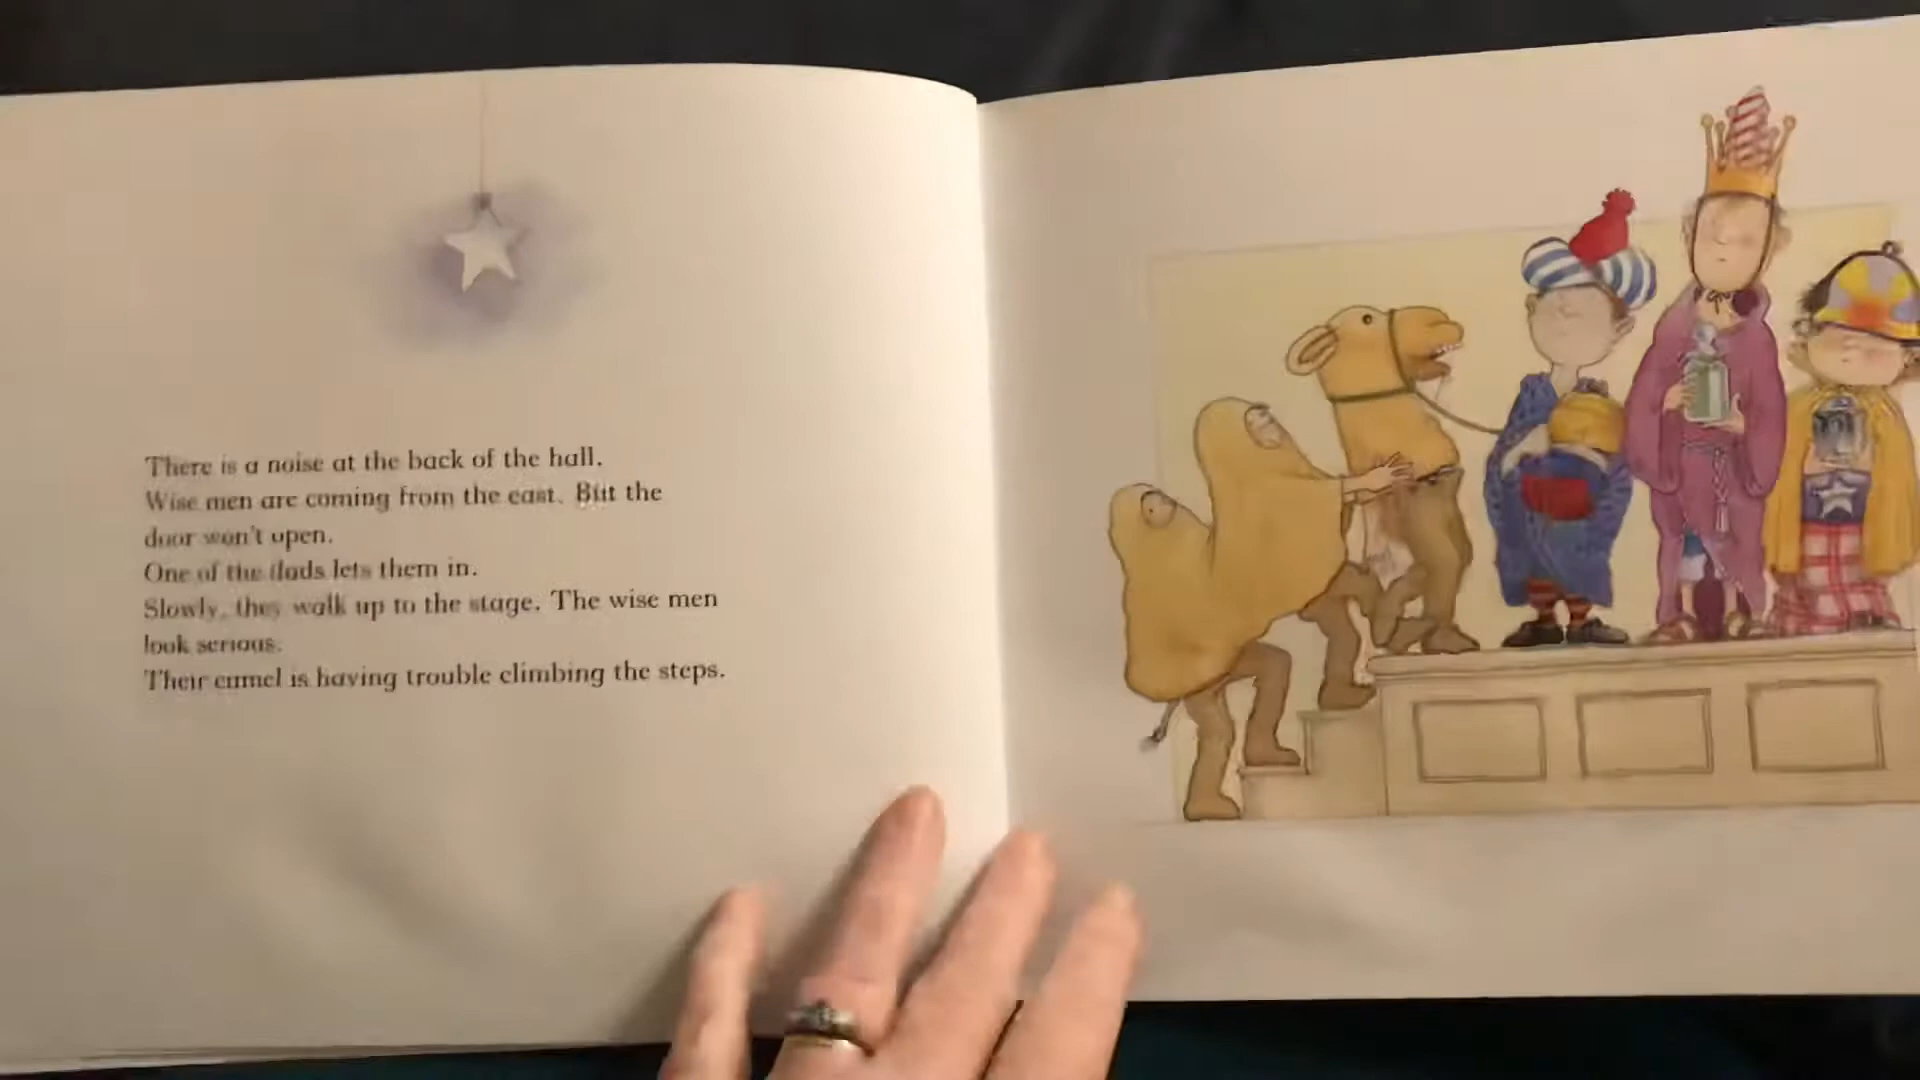 There is a noise at the back of the hall.
Wise men are coming from the east. But the
door won't open.
One of the dads lets them in.
Slowly, they walk up to the stage. The wise men
look serious.
Their camel is having trouble climbing the steps.